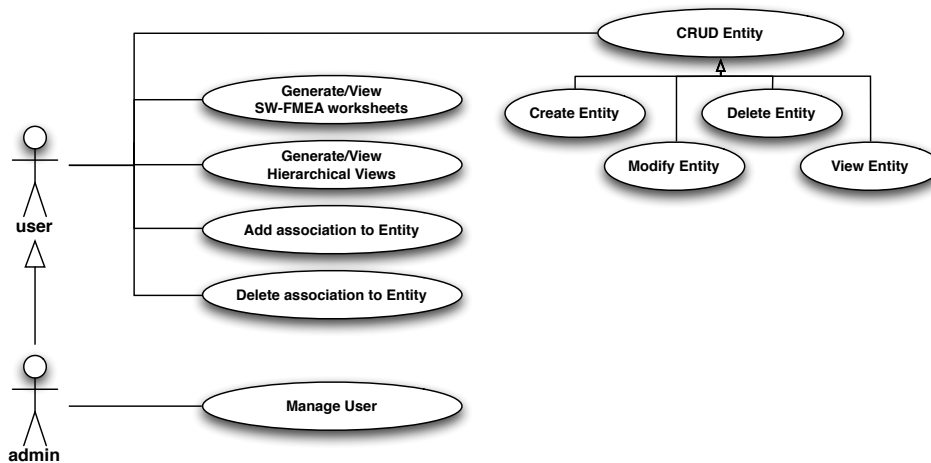 CRUD Entity
Generate/View
SW-FMEA worksheets
Create Entity
Delete Entity
Generate/View
Hierarchical Views
Modify Entity
View Entity
user
Add association to Entity
Delete association to Entity
Manage User
admin